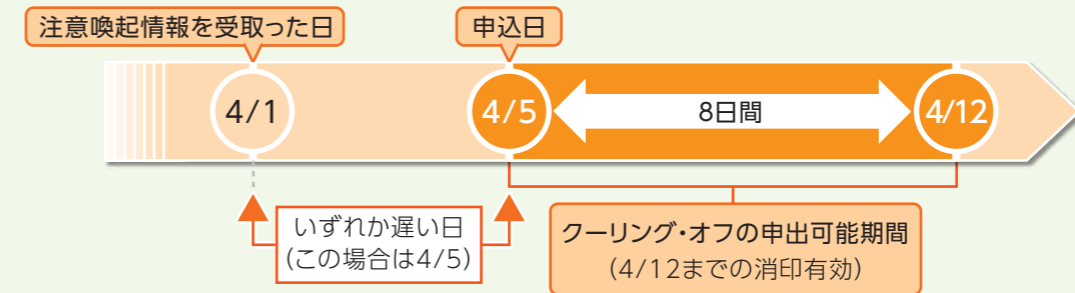 注意喚起情報を受取った日
申込日
4/1
4/5
8日間
4/12
いずれか遅い日
(この場合は4/5)
クーリング・オフの申出可能期間
(4/12までの消印有効)